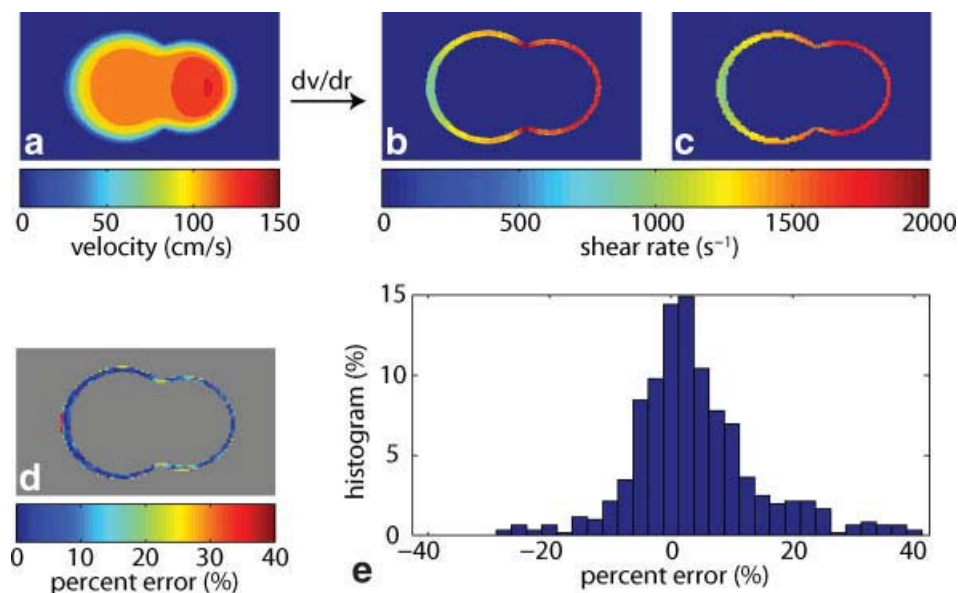 a
dv/dr
b
c
0 50 100 150
velocity (cm/s)
0 500 1000 1500 2000
shear rate (s⁻¹)
d
0 10 20 30 40
percent error (%)
15
10
5
0
histogram (%)
−40 −20 0 20 40
e
percent error (%)